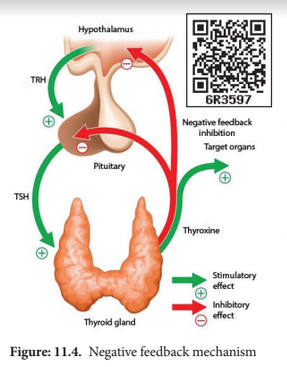 Hypothalamus
6R3597
TRH
⊕
⊖
Negative feedback
inhibition
Target organs
⊕
⊖
Pituitary
TSH
⊕
Thyroxine
Stimulatory
effect
⊕
Inhibitory
effect
⊖
Thyroid gland
Figure: 11.4. Negative feedback mechanism